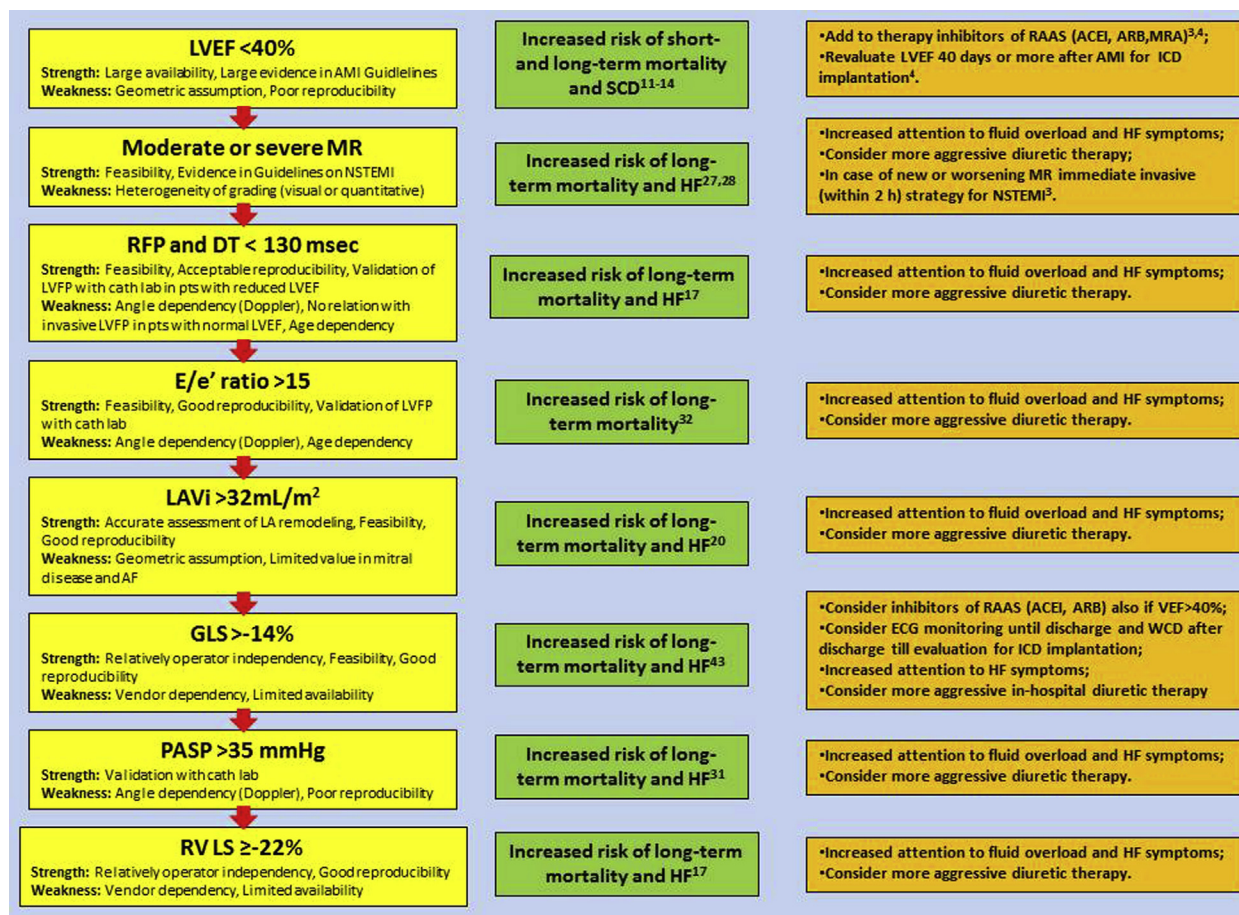 LVEF <40%
Strength: Large availability, Large evidence in AMI Guidlelines
Weakness: Geometric assumption, Poor reproducibility
Increased risk of short-
and long-term mortality
and SCD11-14
•Add to therapy inhibitors of RAAS (ACEI, ARB,MRA)3,4;
•Revaluate LVEF 40 days or more after AMI for ICD
implantation4.
Moderate or severe MR
Strength: Feasibility, Evidence in Guidelines on NSTEMI
Weakness: Heterogeneity of grading (visual or quantitative)
Increased risk of long-
term mortality and HF27,28
•Increased attention to fluid overload and HF symptoms;
•Consider more aggressive diuretic therapy;
•In case of new or worsening MR immediate invasive
(within 2 h) strategy for NSTEMI3.
RFP and DT < 130 msec
Strength: Feasibility, Acceptable reproducibility, Validation of
LVFP with cath lab in pts with reduced LVEF
Weakness: Angle dependency (Doppler), No relation with
invasive LVFP in pts with normal LVEF, Age dependency
Increased risk of long-term
mortality and HF17
•Increased attention to fluid overload and HF symptoms;
•Consider more aggressive diuretic therapy.
E/e' ratio >15
Strength: Feasibility, Good reproducibility, Validation of LVFP
with cath lab
Weakness: Angle dependency (Doppler), Age dependency
Increased risk of long-
term mortality32
•Increased attention to fluid overload and HF symptoms;
•Consider more aggressive diuretic therapy.
LAVi >32mL/m2
Strength: Accurate assessment of LA remodeling, Feasibility,
Good reproducibility
Weakness: Geometric assumption, Limited value in mitral
disease and AF
Increased risk of long-
term mortality and HF20
•Increased attention to fluid overload and HF symptoms;
•Consider more aggressive diuretic therapy.
GLS >-14%
Strength: Relatively operator independency, Feasibility, Good
reproducibility
Weakness: Vendor dependency, Limited availability
Increased risk of long-
term mortality and HF43
•Consider inhibitors of RAAS (ACEI, ARB) also if VEF>40%;
•Consider ECG monitoring until discharge and WCD after
discharge till evaluation for ICD implantation;
•Increased attention to HF symptoms;
•Consider more aggressive in-hospital diuretic therapy
PASP >35 mmHg
Strength: Validation with cath lab
Weakness: Angle dependency (Doppler), Poor reproducibility
Increased risk of long-
term mortality and HF31
•Increased attention to fluid overload and HF symptoms;
•Consider more aggressive diuretic therapy.
RV LS ≥-22%
Strength: Relatively operator independency, Good reproducibility
Weakness: Vendor dependency, Limited availability
Increased risk of long-term
mortality and HF17
•Increased attention to fluid overload and HF symptoms;
•Consider more aggressive diuretic therapy.